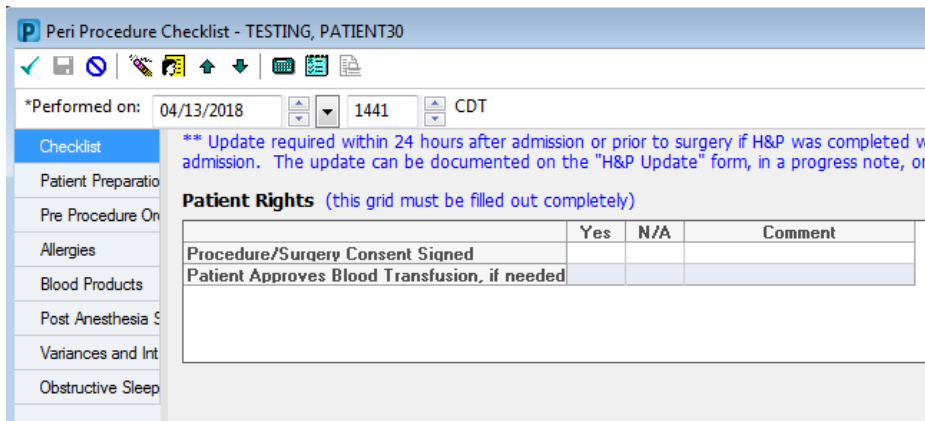 Peri Procedure Checklist - TESTING, PATIENT30
*Performed on: 04/13/2018 1441 CDT
Checklist
Patient Preparatio
Pre Procedure Or
Allergies
Blood Products
Post Anesthesia S
Variances and Int
Obstructive Sleep
** Update required within 24 hours after admission or prior to surgery if H&P was completed w
admission. The update can be documented on the "H&P Update" form, in a progress note, or
Patient Rights (this grid must be filled out completely)
Yes N/A Comment
Procedure/Surgery Consent Signed
Patient Approves Blood Transfusion, if needed